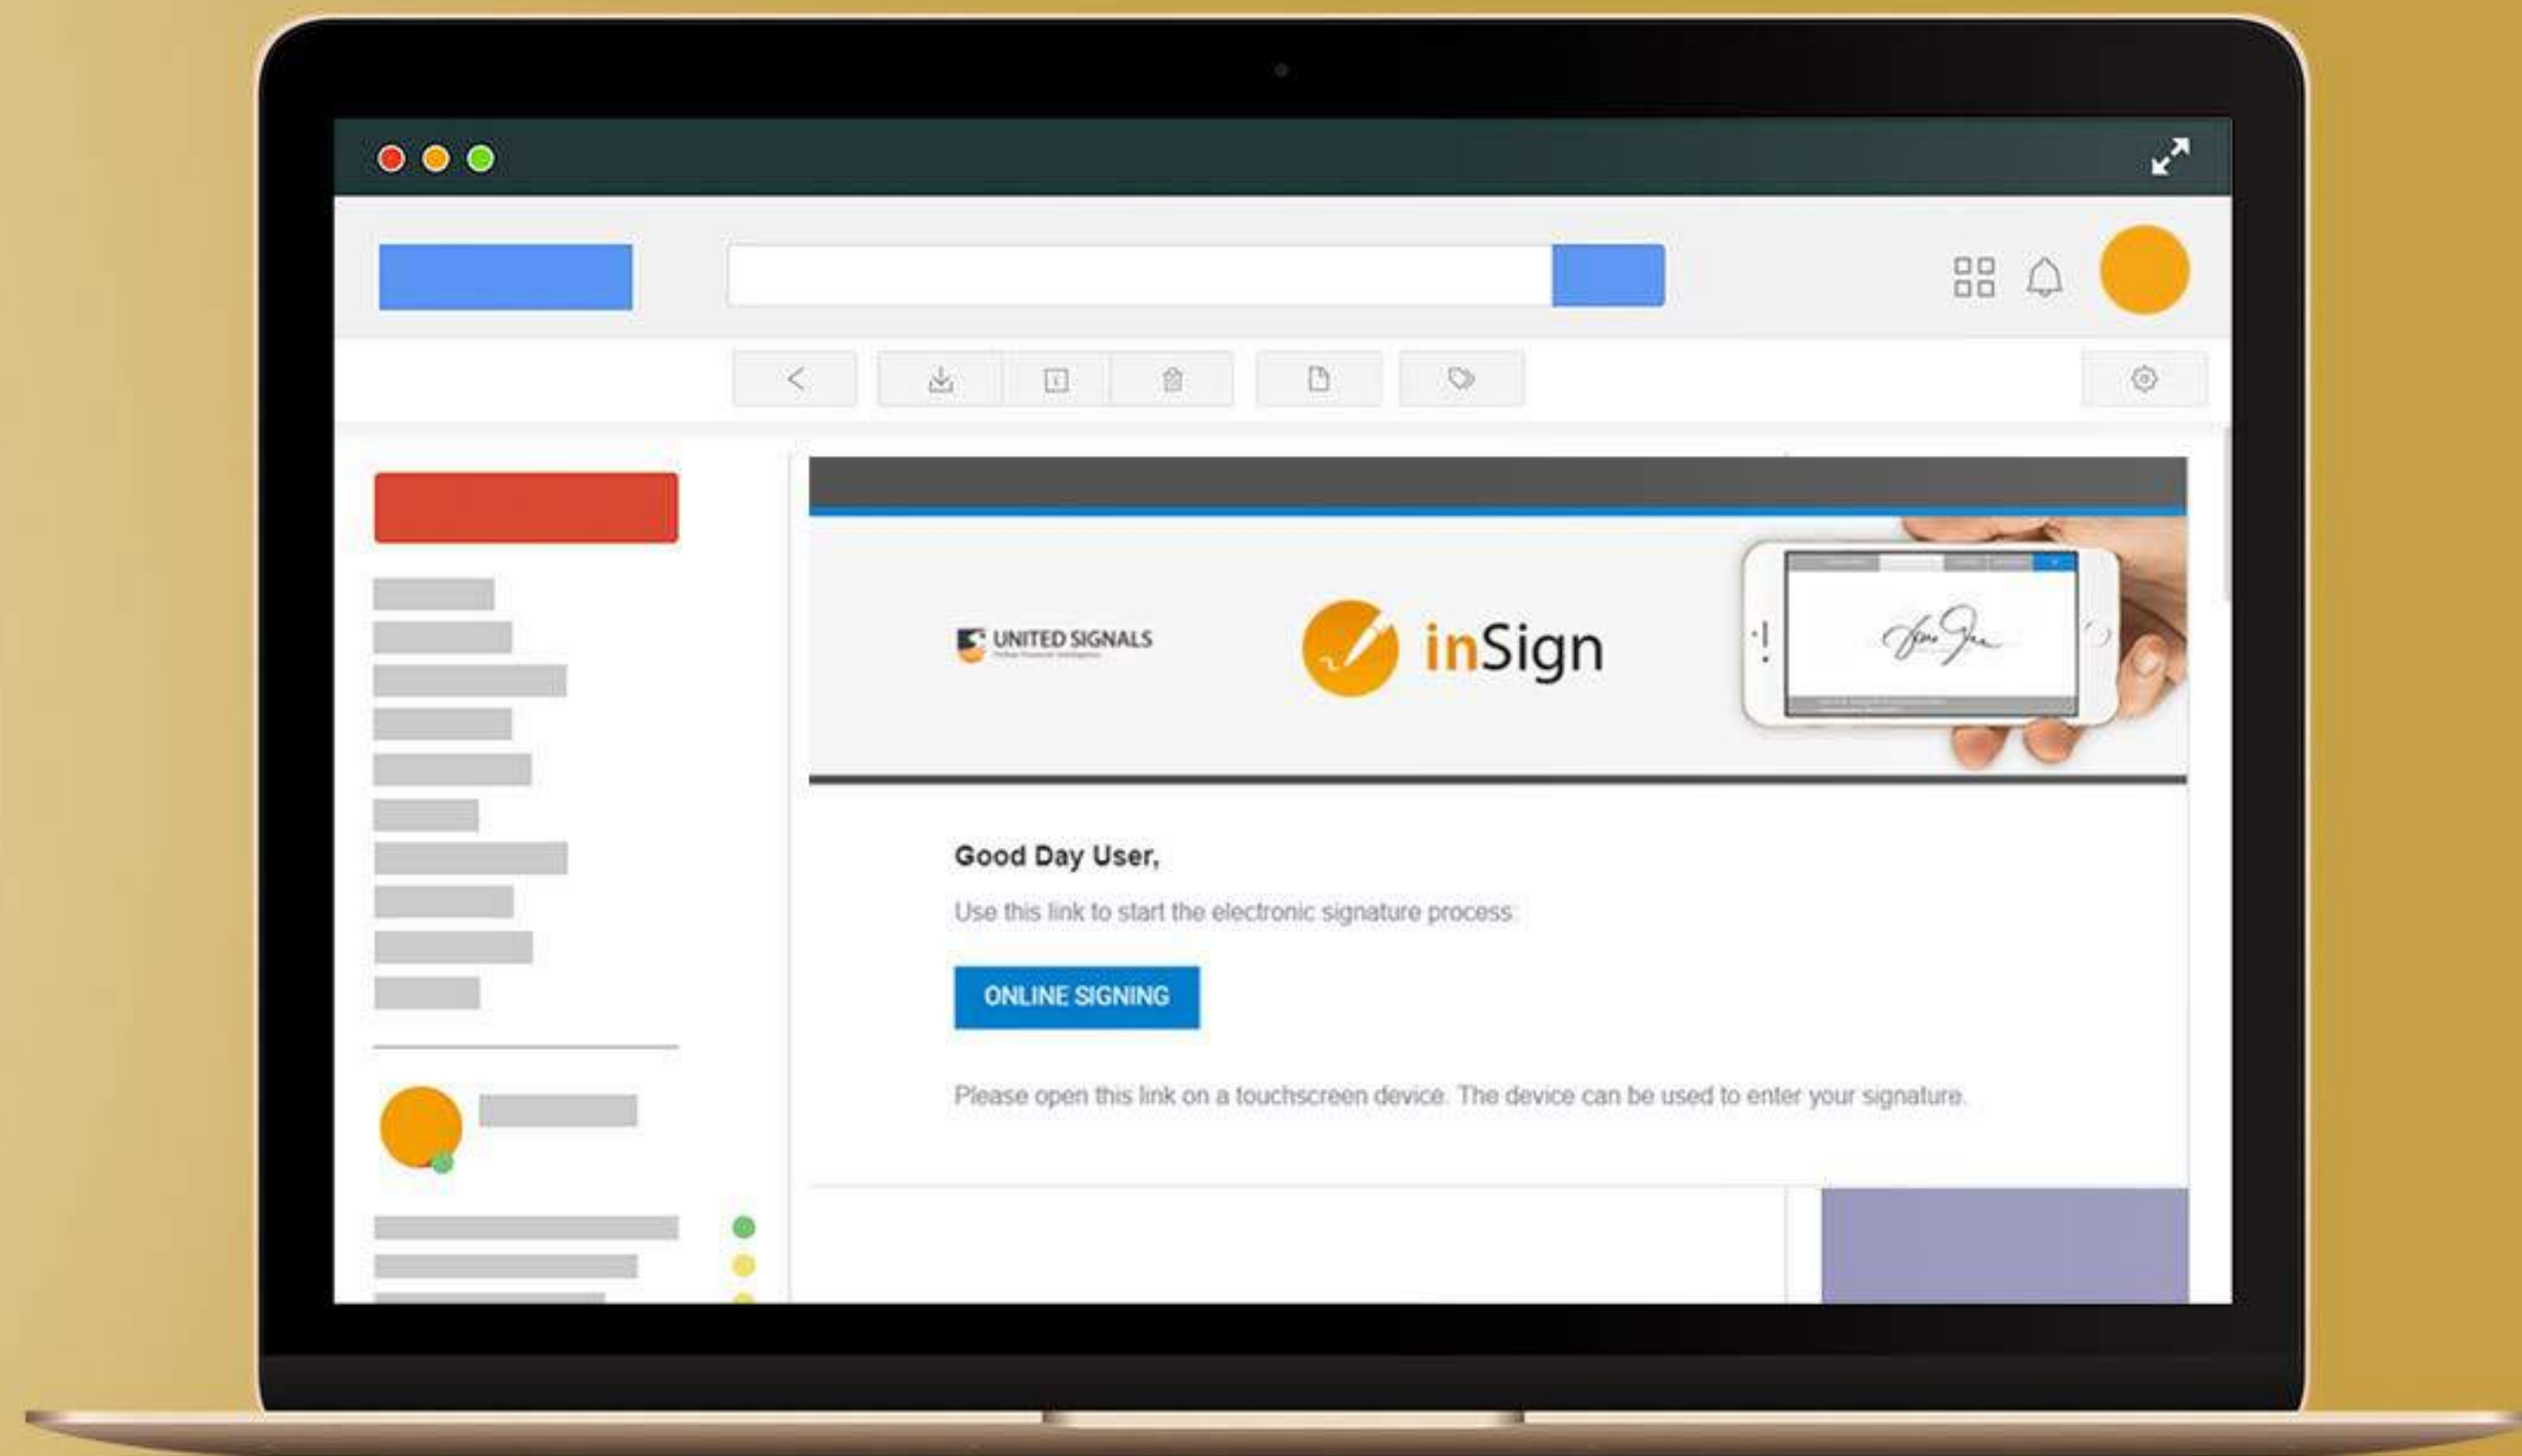 UNITED SIGNALS
inSign
Good Day User,
Use this link to start the electronic signature process:
ONLINE SIGNING
Please open this link on a touchscreen device. The device can be used to enter your signature.